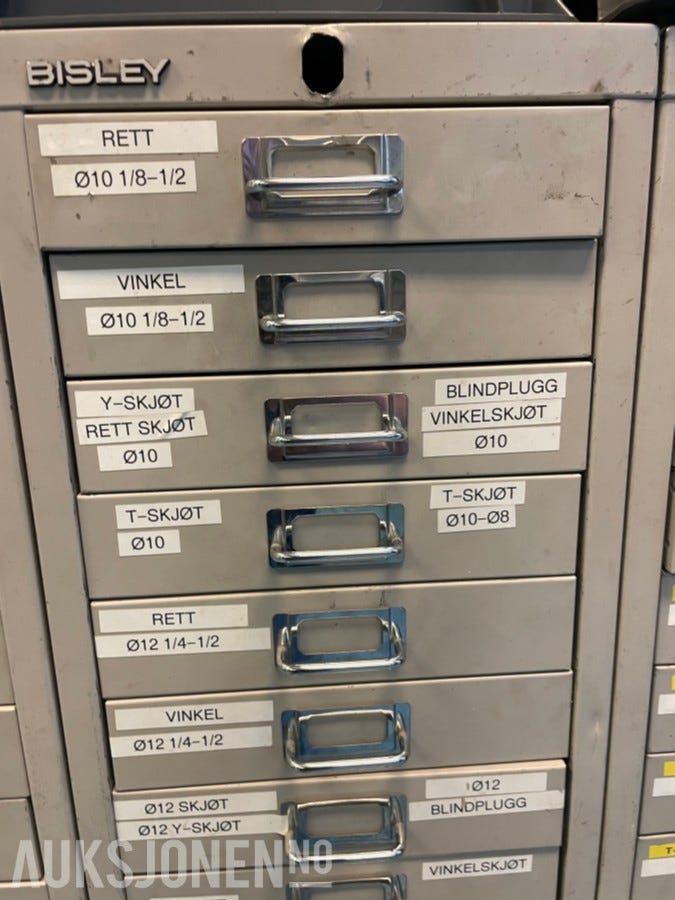 BISLEY
RETT
Ø10 1/8-1/2
VINKEL
Ø10 1/8-1/2
Y-SKJØT
RETT SKJØT
Ø10
BLINDPLUGG
VINKELSKJØT
Ø10
T-SKJØT
Ø10
T-SKJØT
Ø10-Ø8
RETT
Ø12 1/4-1/2
VINKEL
Ø12 1/4-1/2
Ø12 SKJØT
Ø12 Y-SKJØT
Ø12
BLINDPLUGG
VINKELSKJØT
AUKSJONEN NO